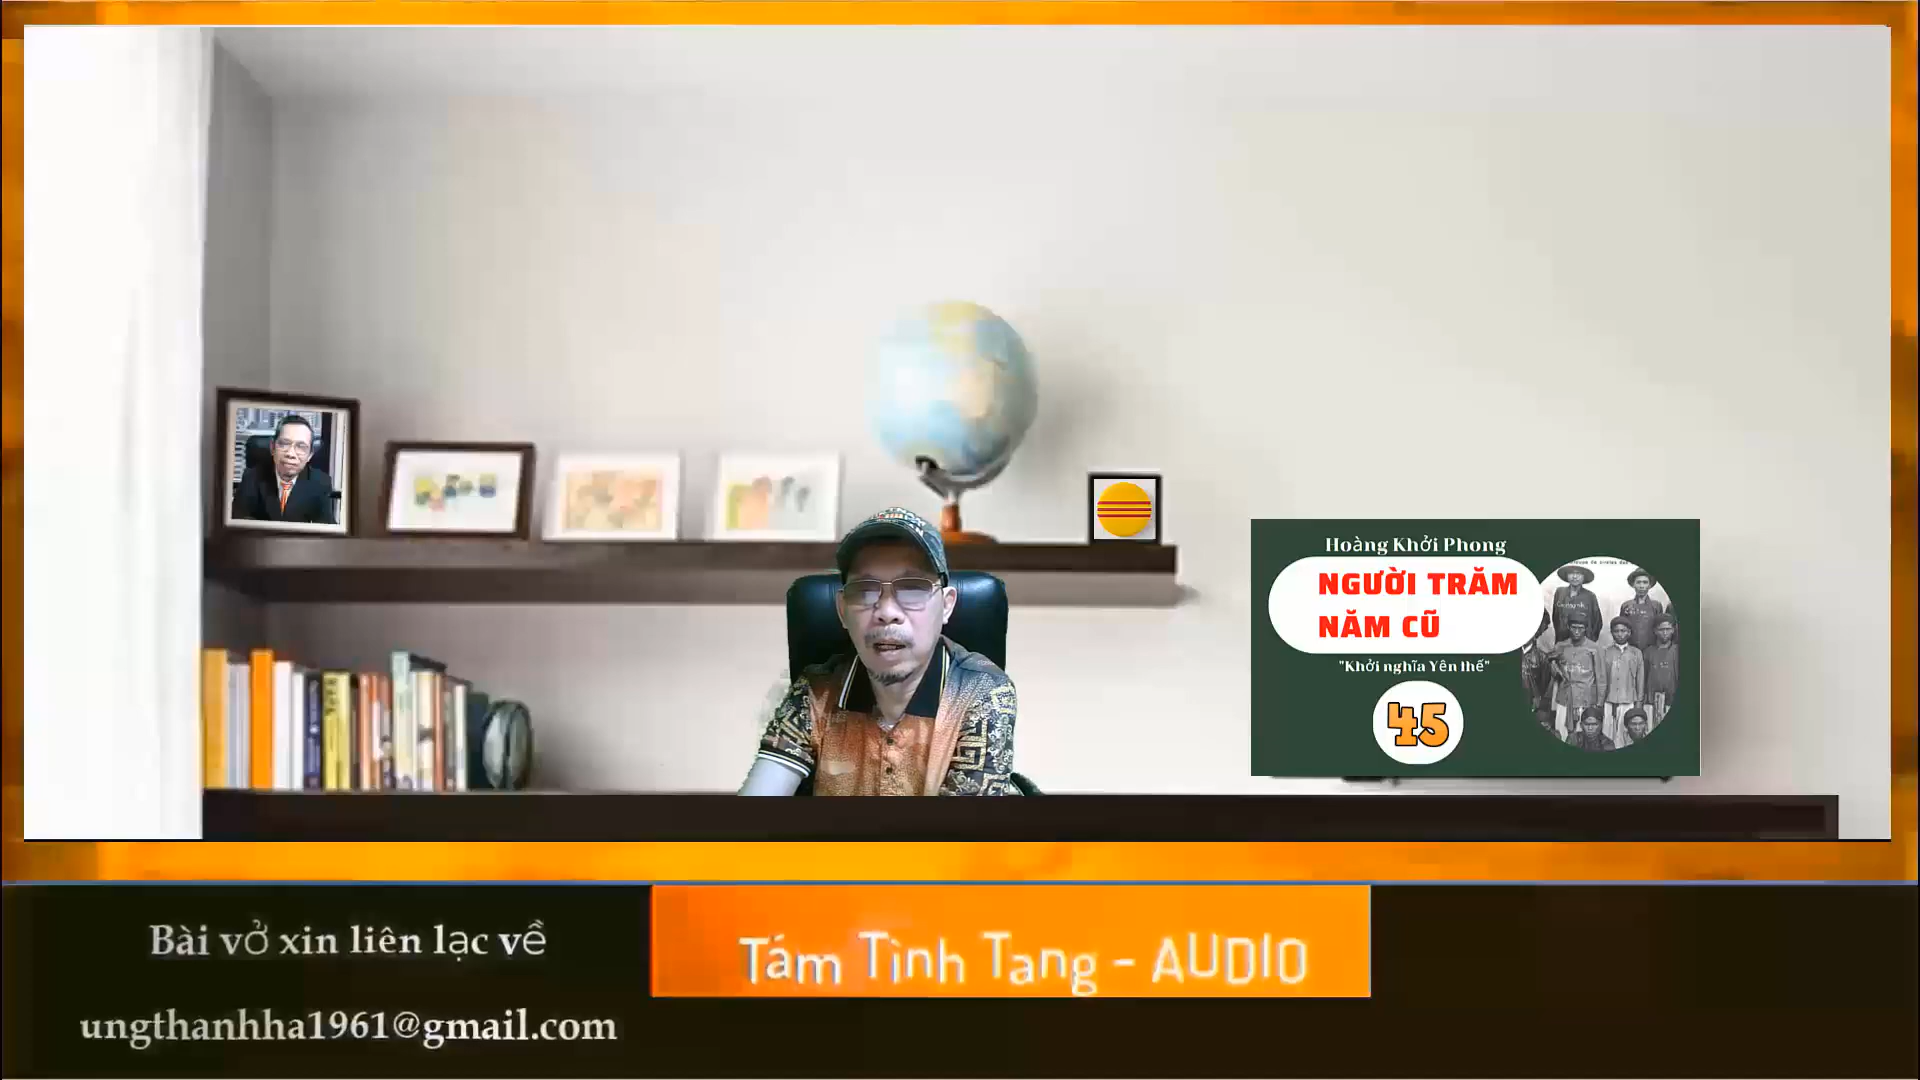 Hoàng Khởi Phong
NGƯỜI TRĂM
NĂM CŨ
"Khởi nghĩa Yên thế"
45
Bài vở xin liên lạc về
ungthanhha1961@gmail.com
Tám Tình Tang - AUDIO